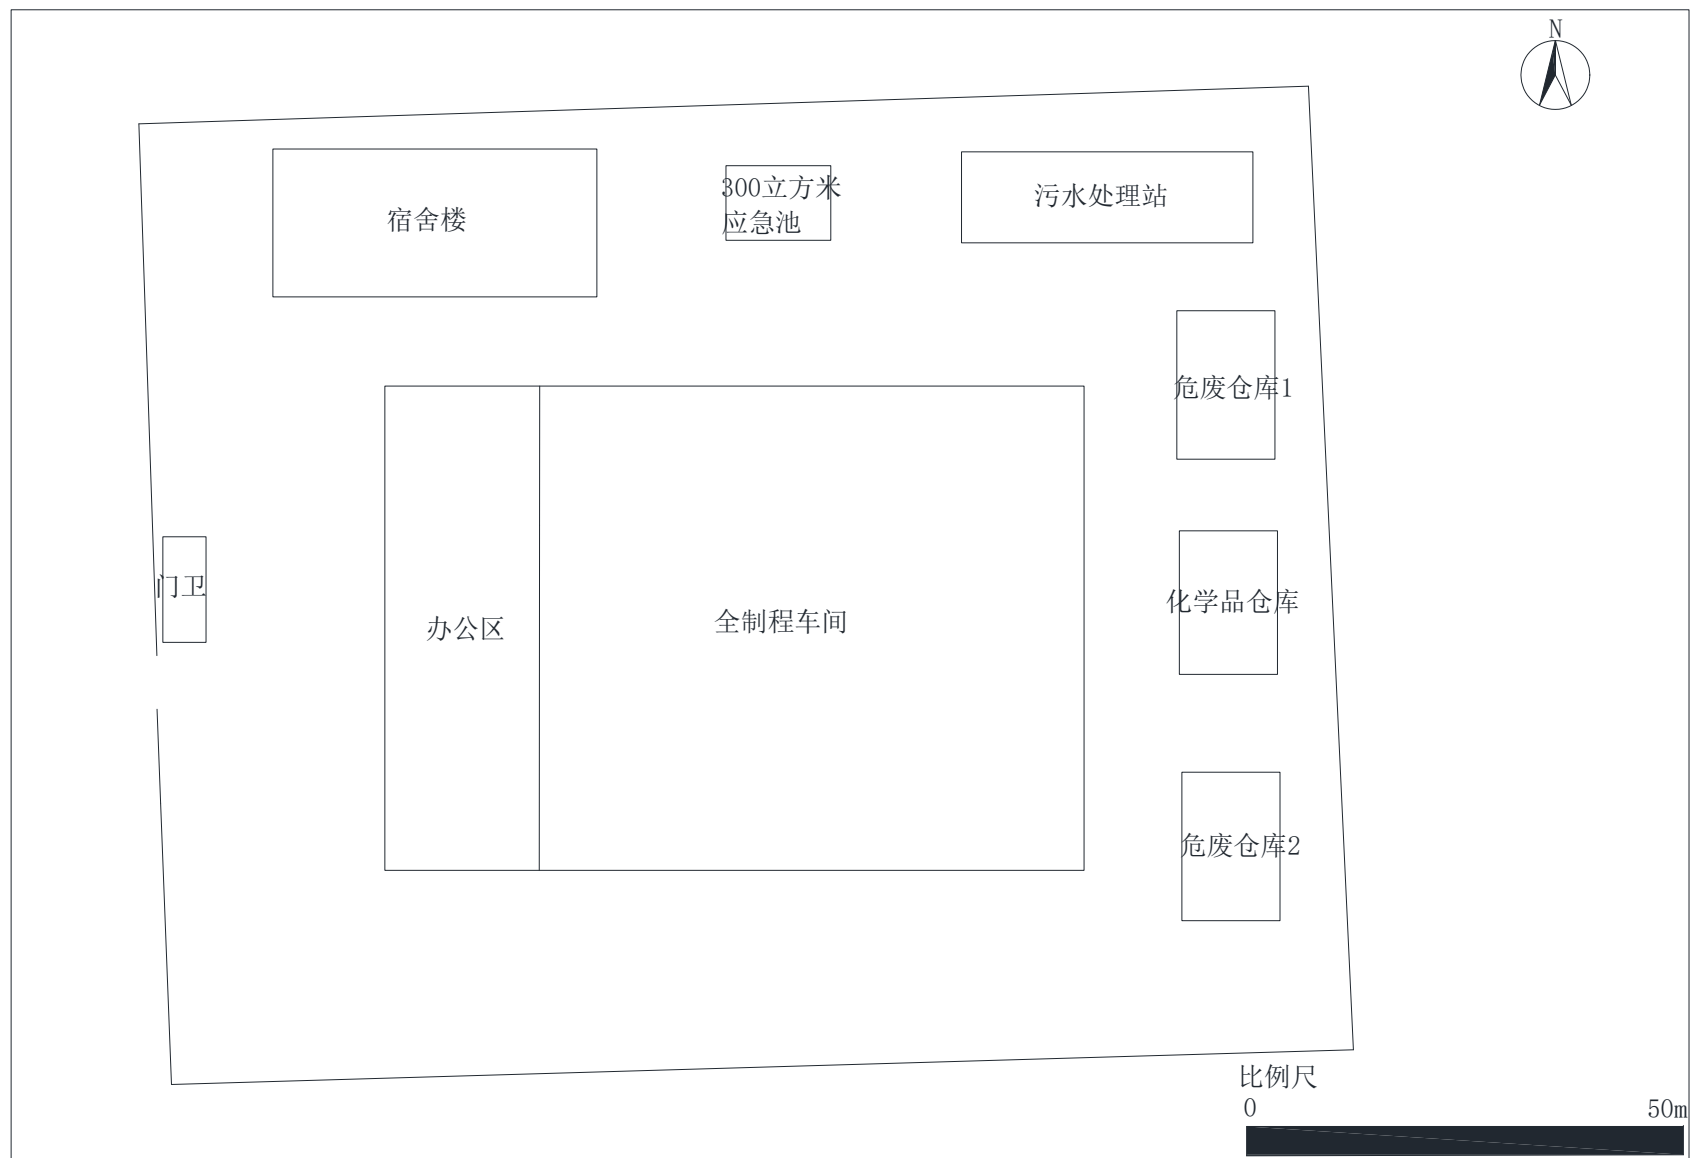 N
300立方米
应急池
污水处理站
宿舍楼
危废仓库1
门卫
化学品仓库
办公区
全制程车间
危废仓库2
比例尺
0
50m